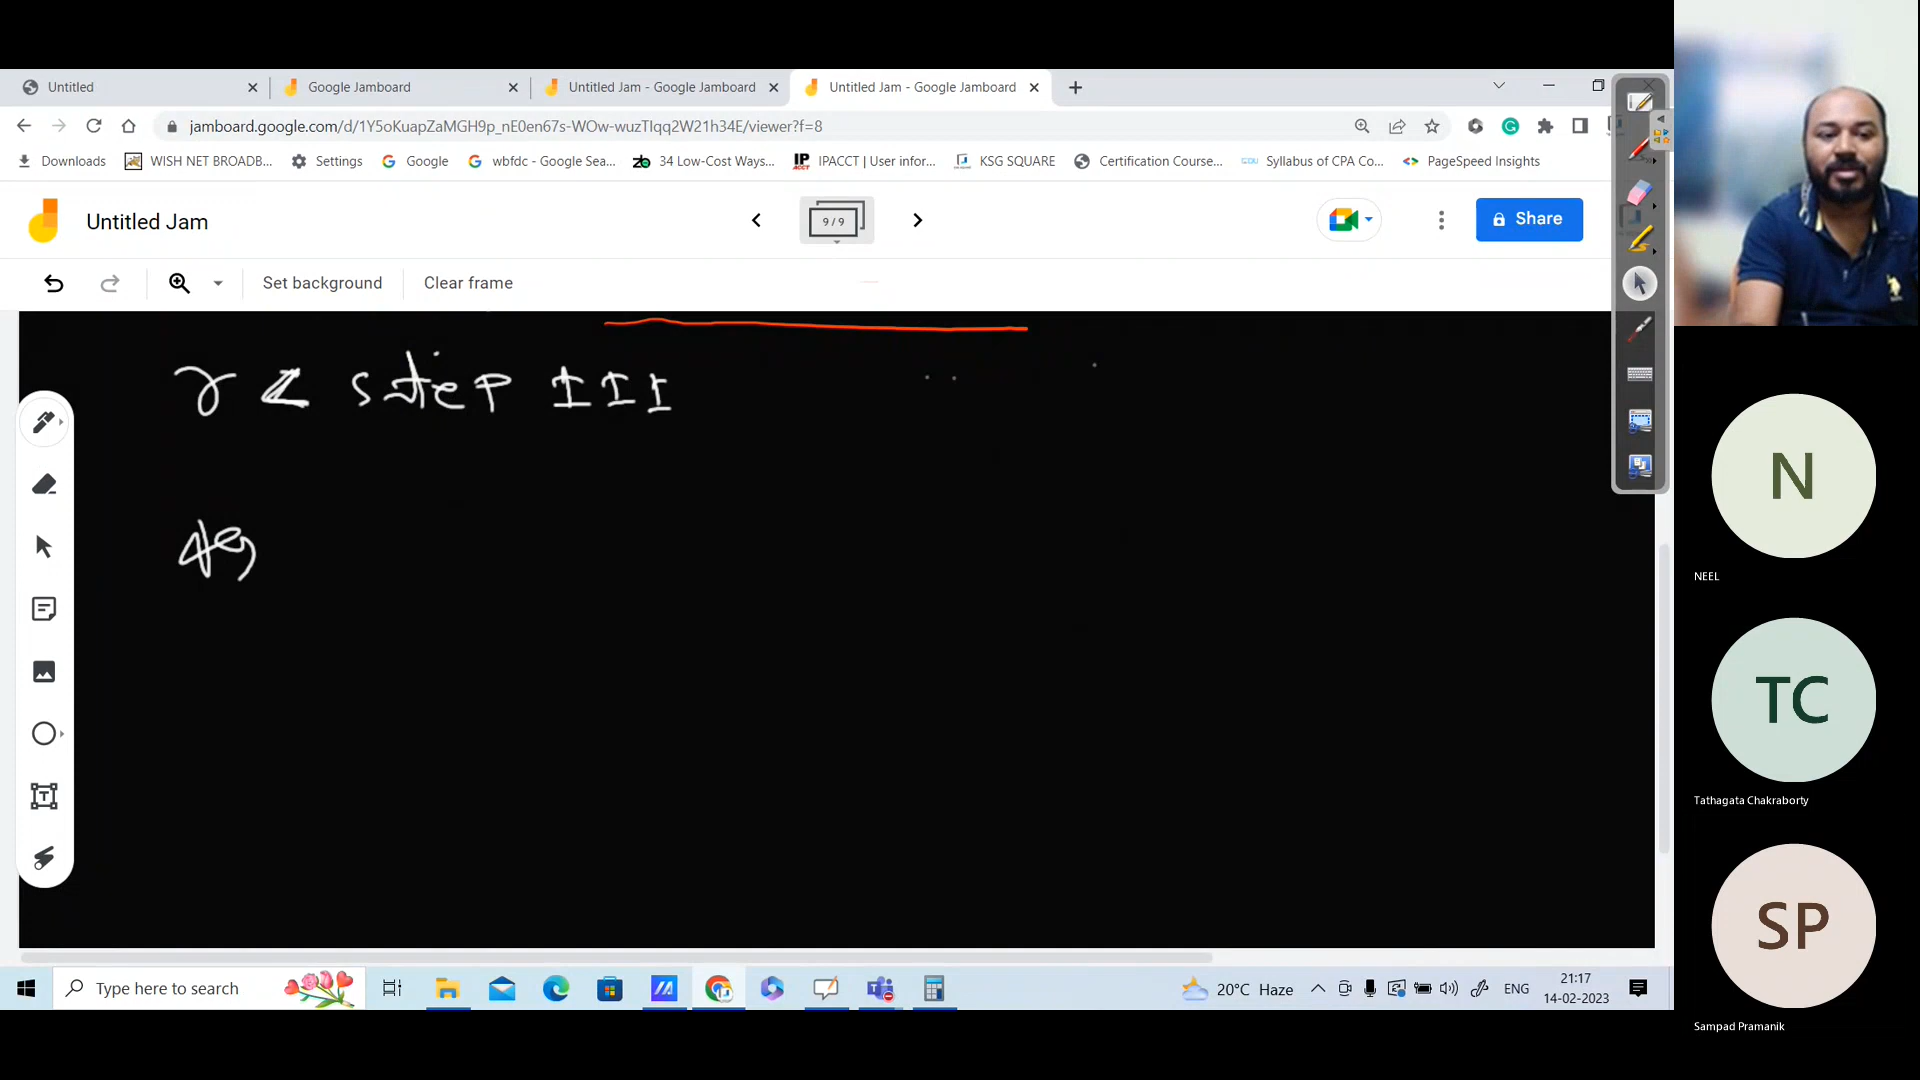 Untitled
Google Jamboard
Untitled Jam - Google Jamboard
Untitled Jam - Google Jamboard
jamboard.google.com/d/1Y5oKuapZaMGH9p_nE0en67s-WOw-wuzTlqq2W21h34E/viewer?f=8
Downloads
WISH NET BROADB...
Settings
Google
wbfdc - Google Sea...
34 Low-Cost Ways...
IPACCT | User infor...
KSG SQUARE
Certification Course...
Syllabus of CPA Co...
PageSpeed Insights
Untitled Jam
9 / 9
Share
Set background
Clear frame
step III
N
NEEL
TC
Tathagata Chakraborty
SP
Sampad Pramanik
Type here to search
20°C Haze
ENG
21:17
14-02-2023